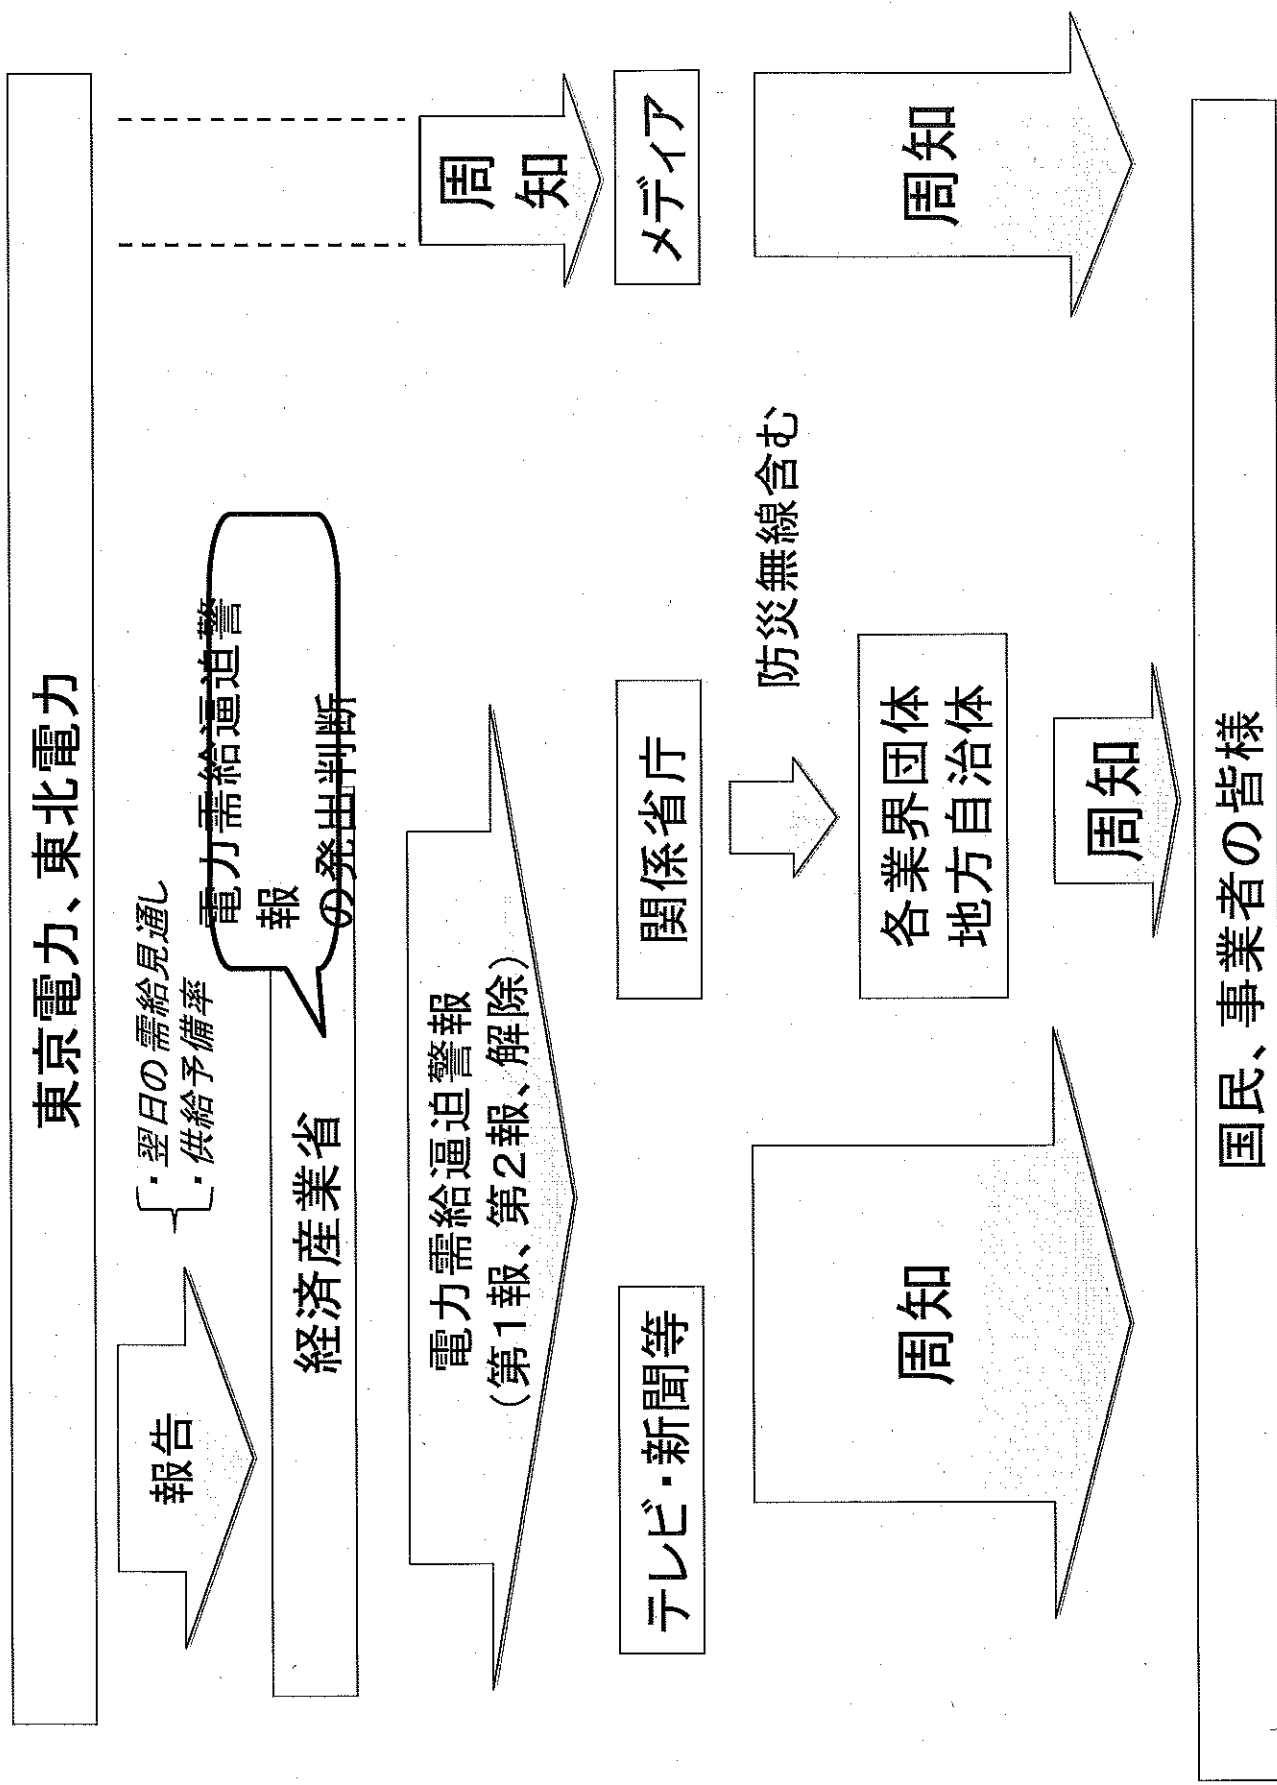 東京電力、東北電力
報告
・翌日の需給見通し
・供給予備率
経済産業省
電力需給逼迫警
報
の発出判断
電力需給逼迫警報
(第1報、第2報、解除)
周
知
テレビ・新聞等
関係省庁
メディア
防災無線含む
各業界団体
地方自治体
周知
周知
周知
国民、事業者の皆様